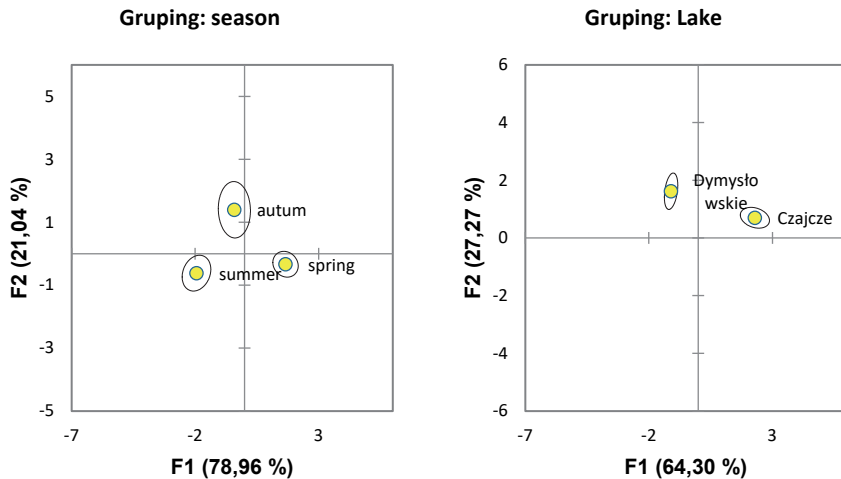 Gruping: season
5
3
1
-1
-3
-5
-7
-2
3
F2 (21,04 %)
F1 (78,96 %)
autum
summer
spring
Gruping: Lake
6
4
2
0
-2
-4
-6
-7
-2
3
F2 (27,27 %)
F1 (64,30 %)
Dymysło
wskie
Czajcze